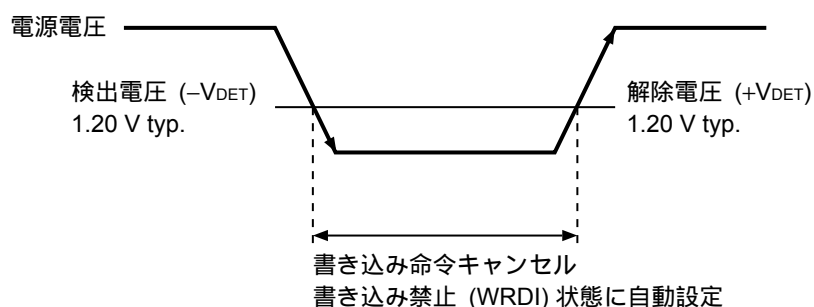 電源電圧
検出電圧 (−VDET)
1.20 V typ.
解除電圧 (+VDET)
1.20 V typ.
書き込み命令キャンセル
書き込み禁止 (WRDI) 状態に自動設定